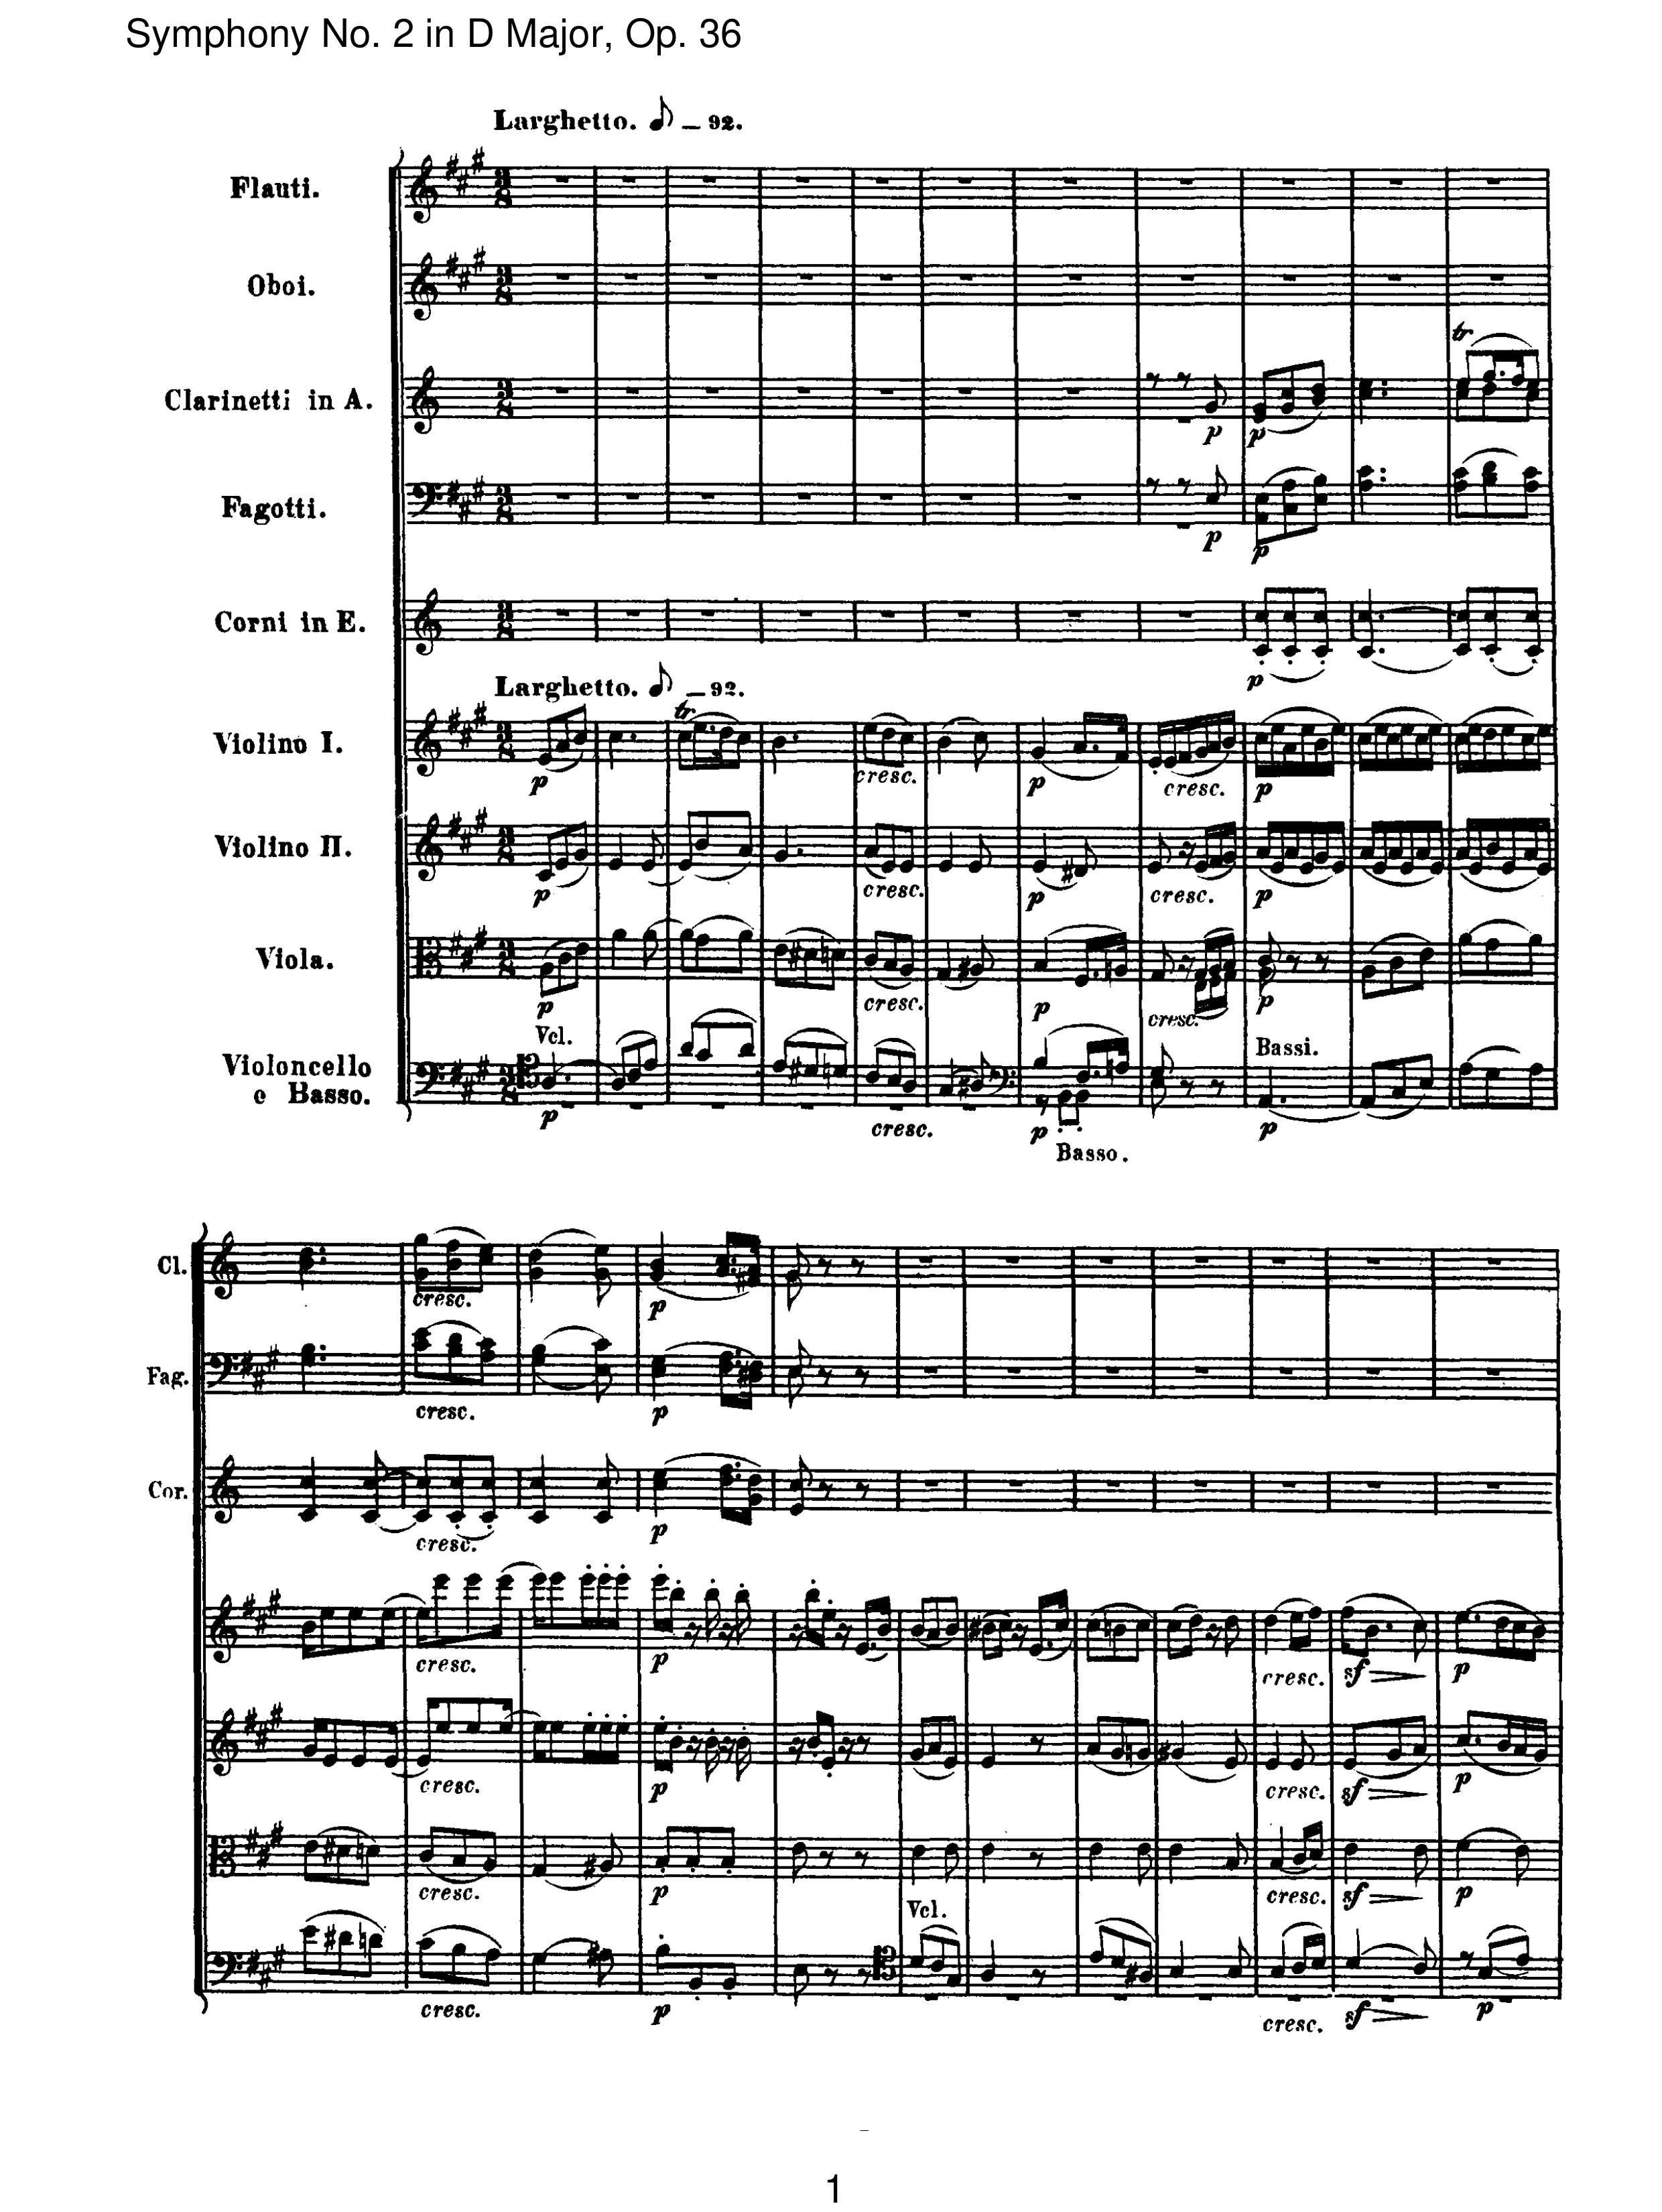 Symphony No. 2 in D Major, Op. 36
Larghetto. ♪ – 92.
Flauti.
Oboi.
Clarinetti in A.
tr
p p
Fagotti.
p p
Corni in E.
p
Larghetto. ♪ – 92.
Violino I.
tr
p cresc. p cresc. p
Violino II.
p cresc. p cresc. p
Viola.
p cresc. p cresc. p
Vcl. Bassi.
Violoncello
e Basso.
p cresc. p p
Basso.
Cl.
cresc. p
Fag.
cresc. p
Cor.
cresc. p
cresc. p cresc. sf p
cresc. p cresc. sf p
cresc. p cresc. sf p
Vcl.
cresc. p cresc. sf p
1